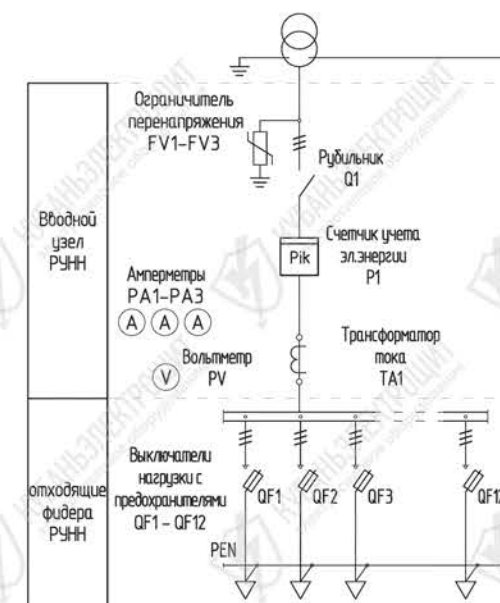 Ограничитель
перенапряжения
FV1-FV3
Рубильник
Q1
Вводной
узел
РУНН
Счетчик учета
эл.энергии
P1
Pik
Амперметры
PA1-PA3
A A A
Вольтметр
PV
V
Трансформатор
тока
TA1
Выключатели
нагрузки с
предохранителями
QF1 - QF12
отходящие
фидера
РУНН
QF1 QF2 QF3 QF12
PEN
КУБАНЬЭЛЕКТРОЩИТ